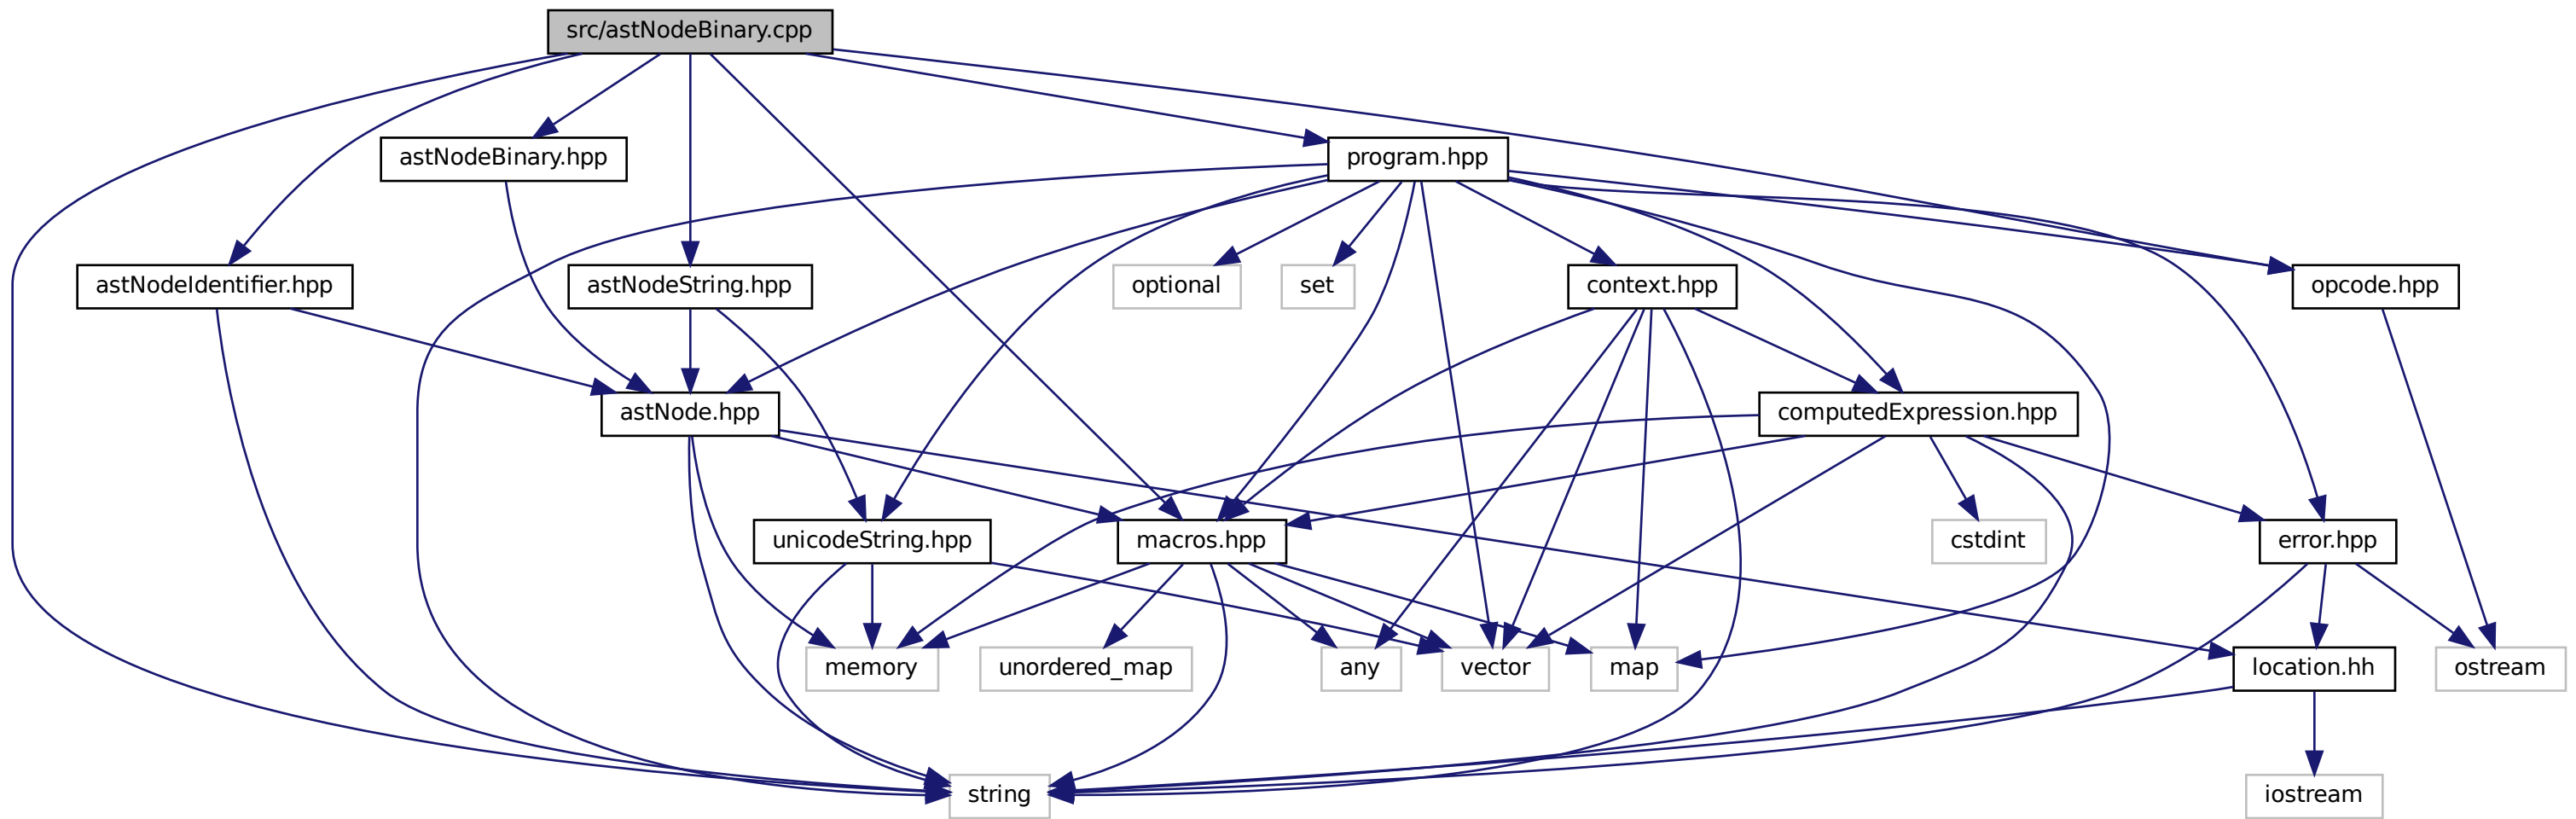 src/astNodeBinary.cpp
astNodeBinary.hpp
program.hpp
astNodeIdentifier.hpp
astNodeString.hpp
optional
set
context.hpp
opcode.hpp
astNode.hpp
computedExpression.hpp
unicodeString.hpp
macros.hpp
cstdint
error.hpp
memory
unordered_map
any
vector
map
location.hh
ostream
string
iostream